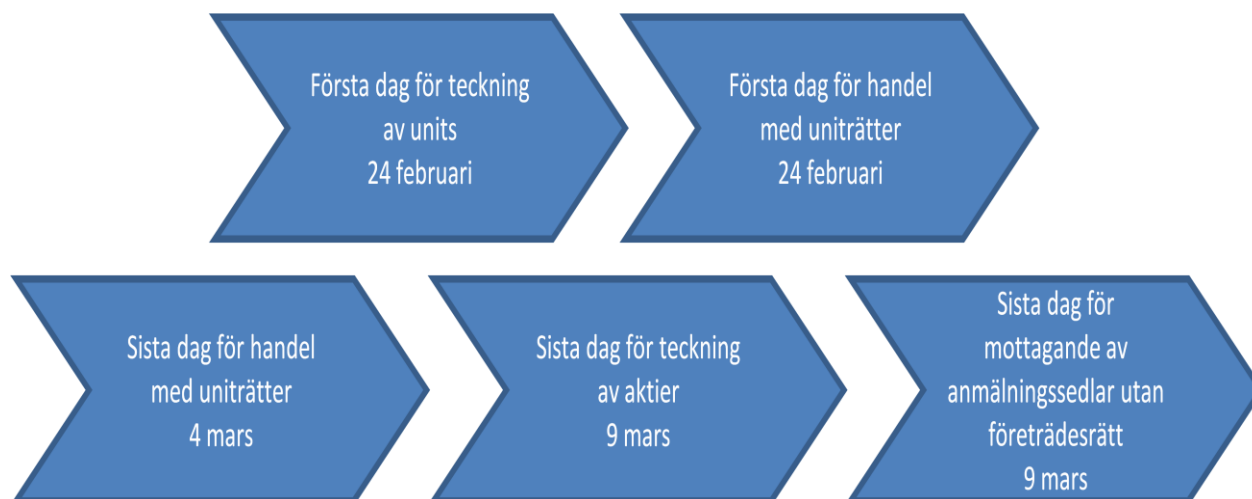 Första dag för teckning
av units
24 februari
Första dag för handel
med uniträtter
24 februari
Sista dag för handel
med uniträtter
4 mars
Sista dag för teckning
av aktier
9 mars
Sista dag för
mottagande av
anmälningssedlar utan
företrädesrätt
9 mars